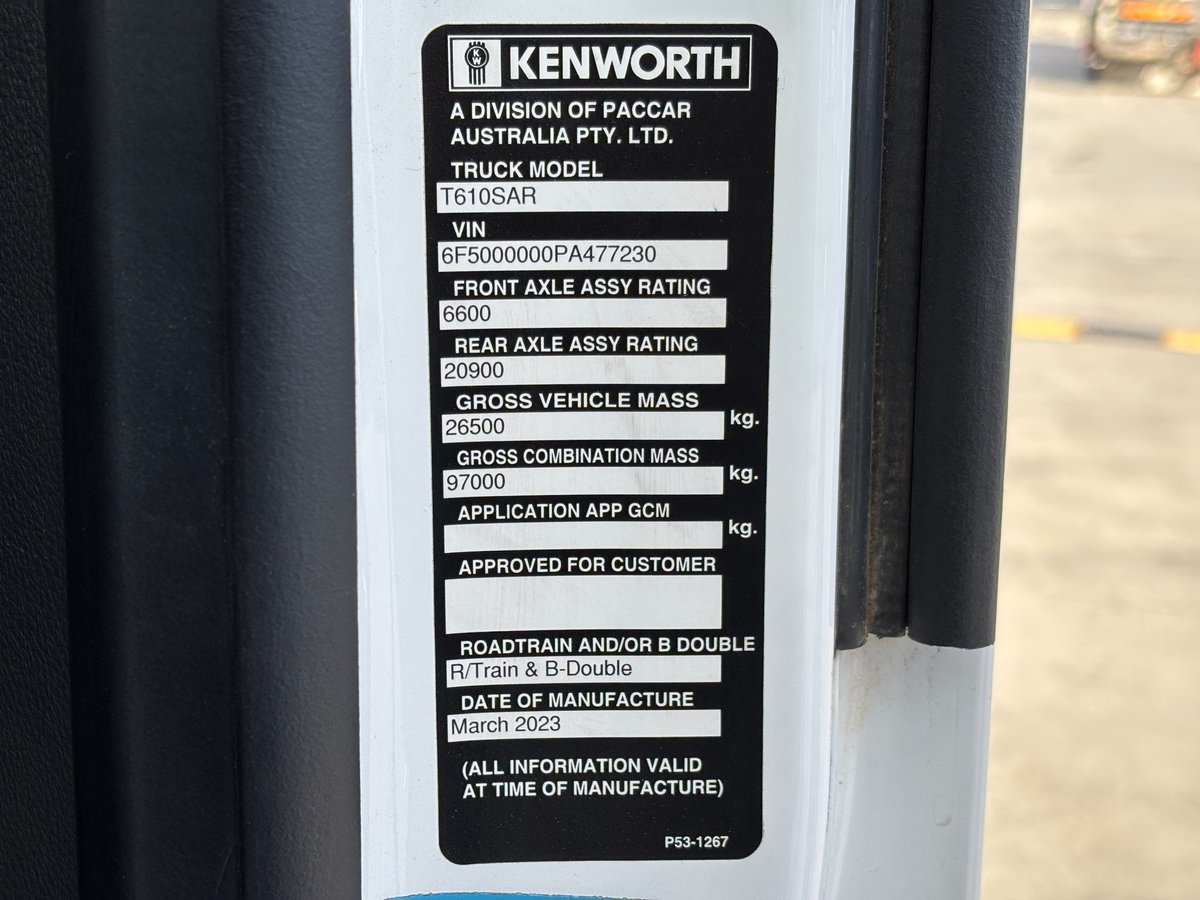 KW KENWORTH
A DIVISION OF PACCAR
AUSTRALIA PTY. LTD.
TRUCK MODEL
T610SAR
VIN
6F5000000PA477230
FRONT AXLE ASSY RATING
6600
REAR AXLE ASSY RATING
20900
GROSS VEHICLE MASS
26500 kg.
GROSS COMBINATION MASS
97000 kg.
APPLICATION APP GCM
kg.
APPROVED FOR CUSTOMER
ROADTRAIN AND/OR B DOUBLE
R/Train & B-Double
DATE OF MANUFACTURE
March 2023
(ALL INFORMATION VALID
AT TIME OF MANUFACTURE)
P53-1267